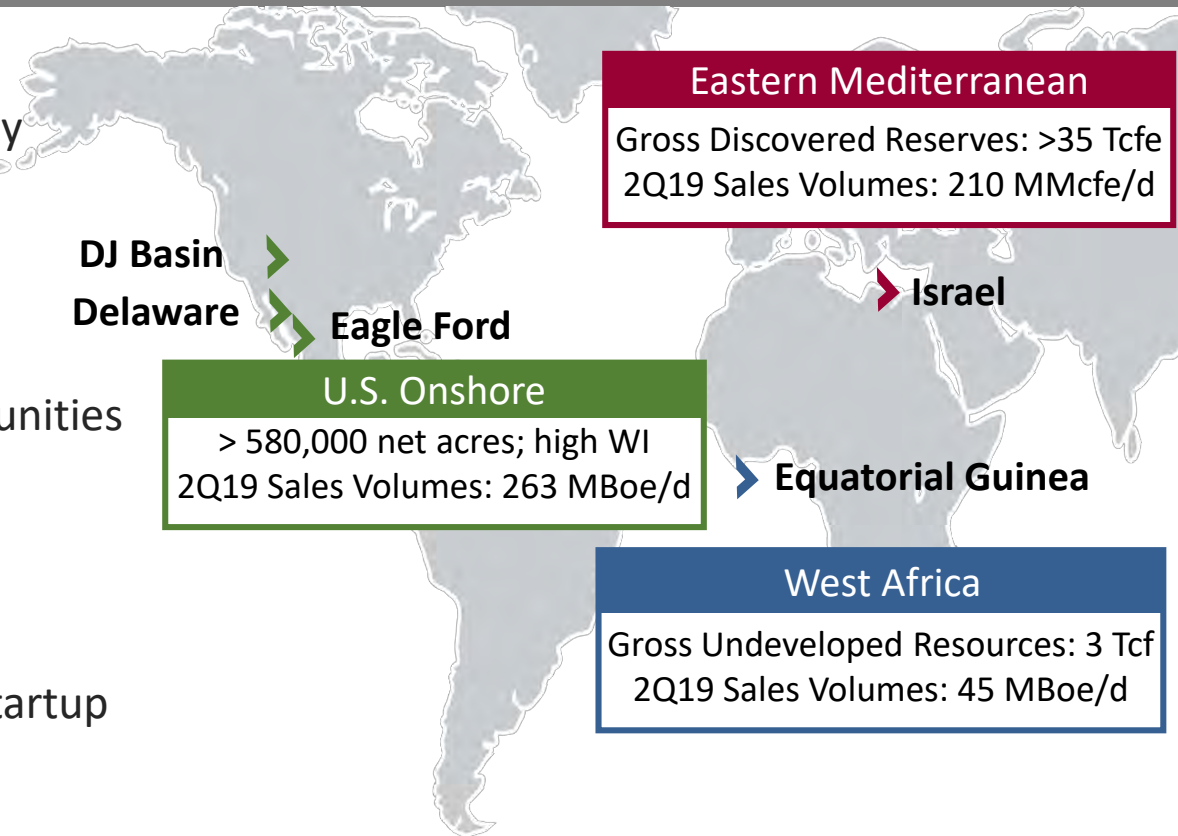 Eastern Mediterranean
Gross Discovered Reserves: >35 Tcfe
2Q19 Sales Volumes: 210 MMcfe/d
DJ Basin
Delaware
Eagle Ford
Israel
U.S. Onshore
> 580,000 net acres; high WI
2Q19 Sales Volumes: 263 MBoe/d
Equatorial Guinea
West Africa
Gross Undeveloped Resources: 3 Tcf
2Q19 Sales Volumes: 45 MBoe/d